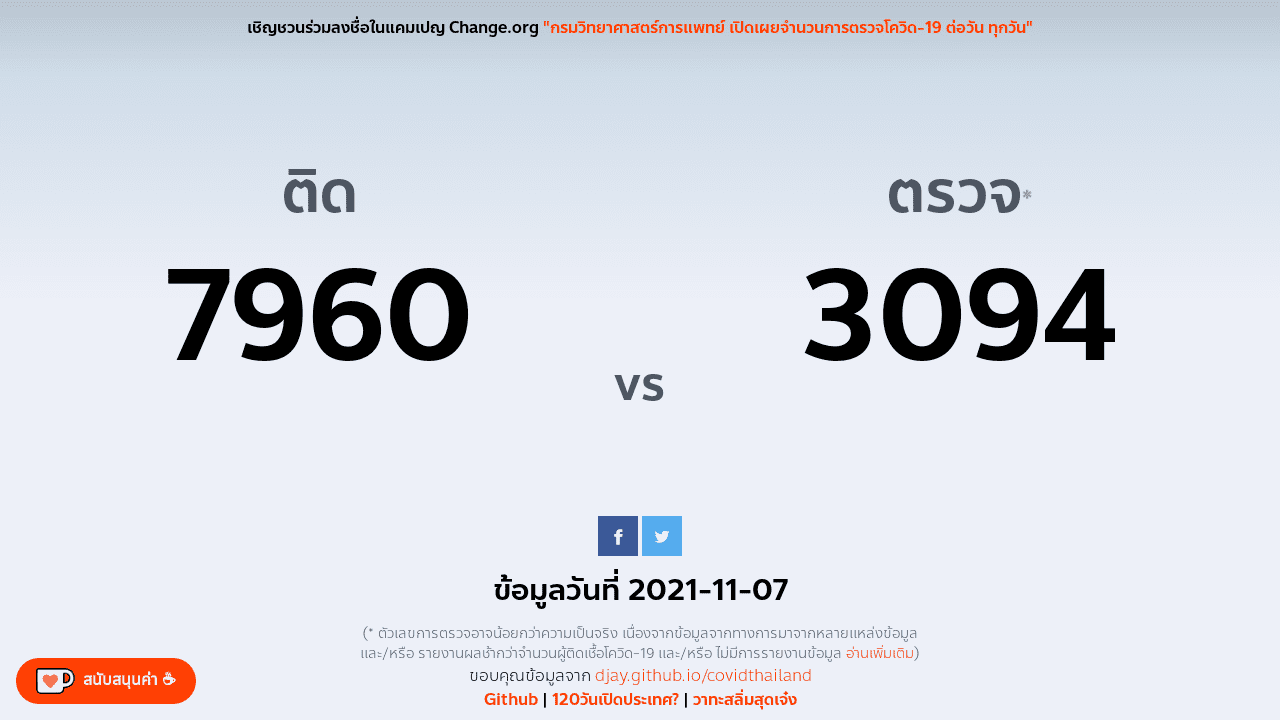 เชิญชวนร่วมลงชื่อในแคมเปญ Change.org "กรมวิทยาศาสตร์การแพทย์ เปิดเผยจำนวนการตรวจโควิด-19 ต่อวัน ทุกวัน"
ติด
ตรวจ*
7960
3094
vs
ข้อมูลวันที่ 2021-11-07
(* ตัวเลขการตรวจอาจน้อยกว่าความเป็นจริง เนื่องจากข้อมูลจากทางการมาจากหลายแหล่งข้อมูล
และ/หรือ รายงานผลช้ากว่าจำนวนผู้ติดเชื้อโควิด-19 และ/หรือ ไม่มีการรายงานข้อมูล อ่านเพิ่มเติม)
ขอบคุณข้อมูลจาก djay.github.io/covidthailand
Github | 120วันเปิดประเทศ? | วาทะสลิ่มสุดเจ๋ง
สนับสนุนค่า ☕